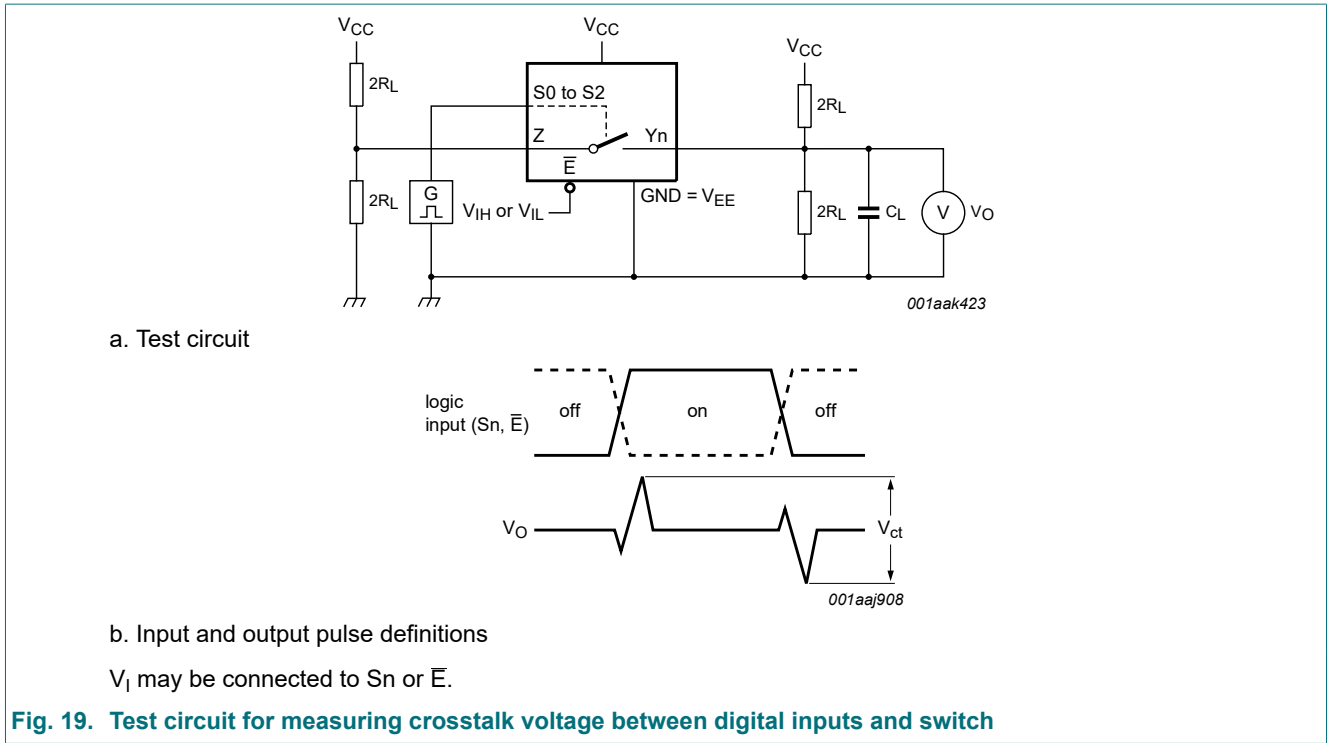 VCC
VCC
VCC
2RL
S0 to S2
2RL
Z
Yn
E̅
2RL
G
VIH or VIL
GND = VEE
2RL
CL
V
VO
001aak423
a. Test circuit
logic
input (Sn, E̅)
off
on
off
VO
Vct
001aaj908
b. Input and output pulse definitions
VI may be connected to Sn or E̅.
Fig. 19. Test circuit for measuring crosstalk voltage between digital inputs and switch